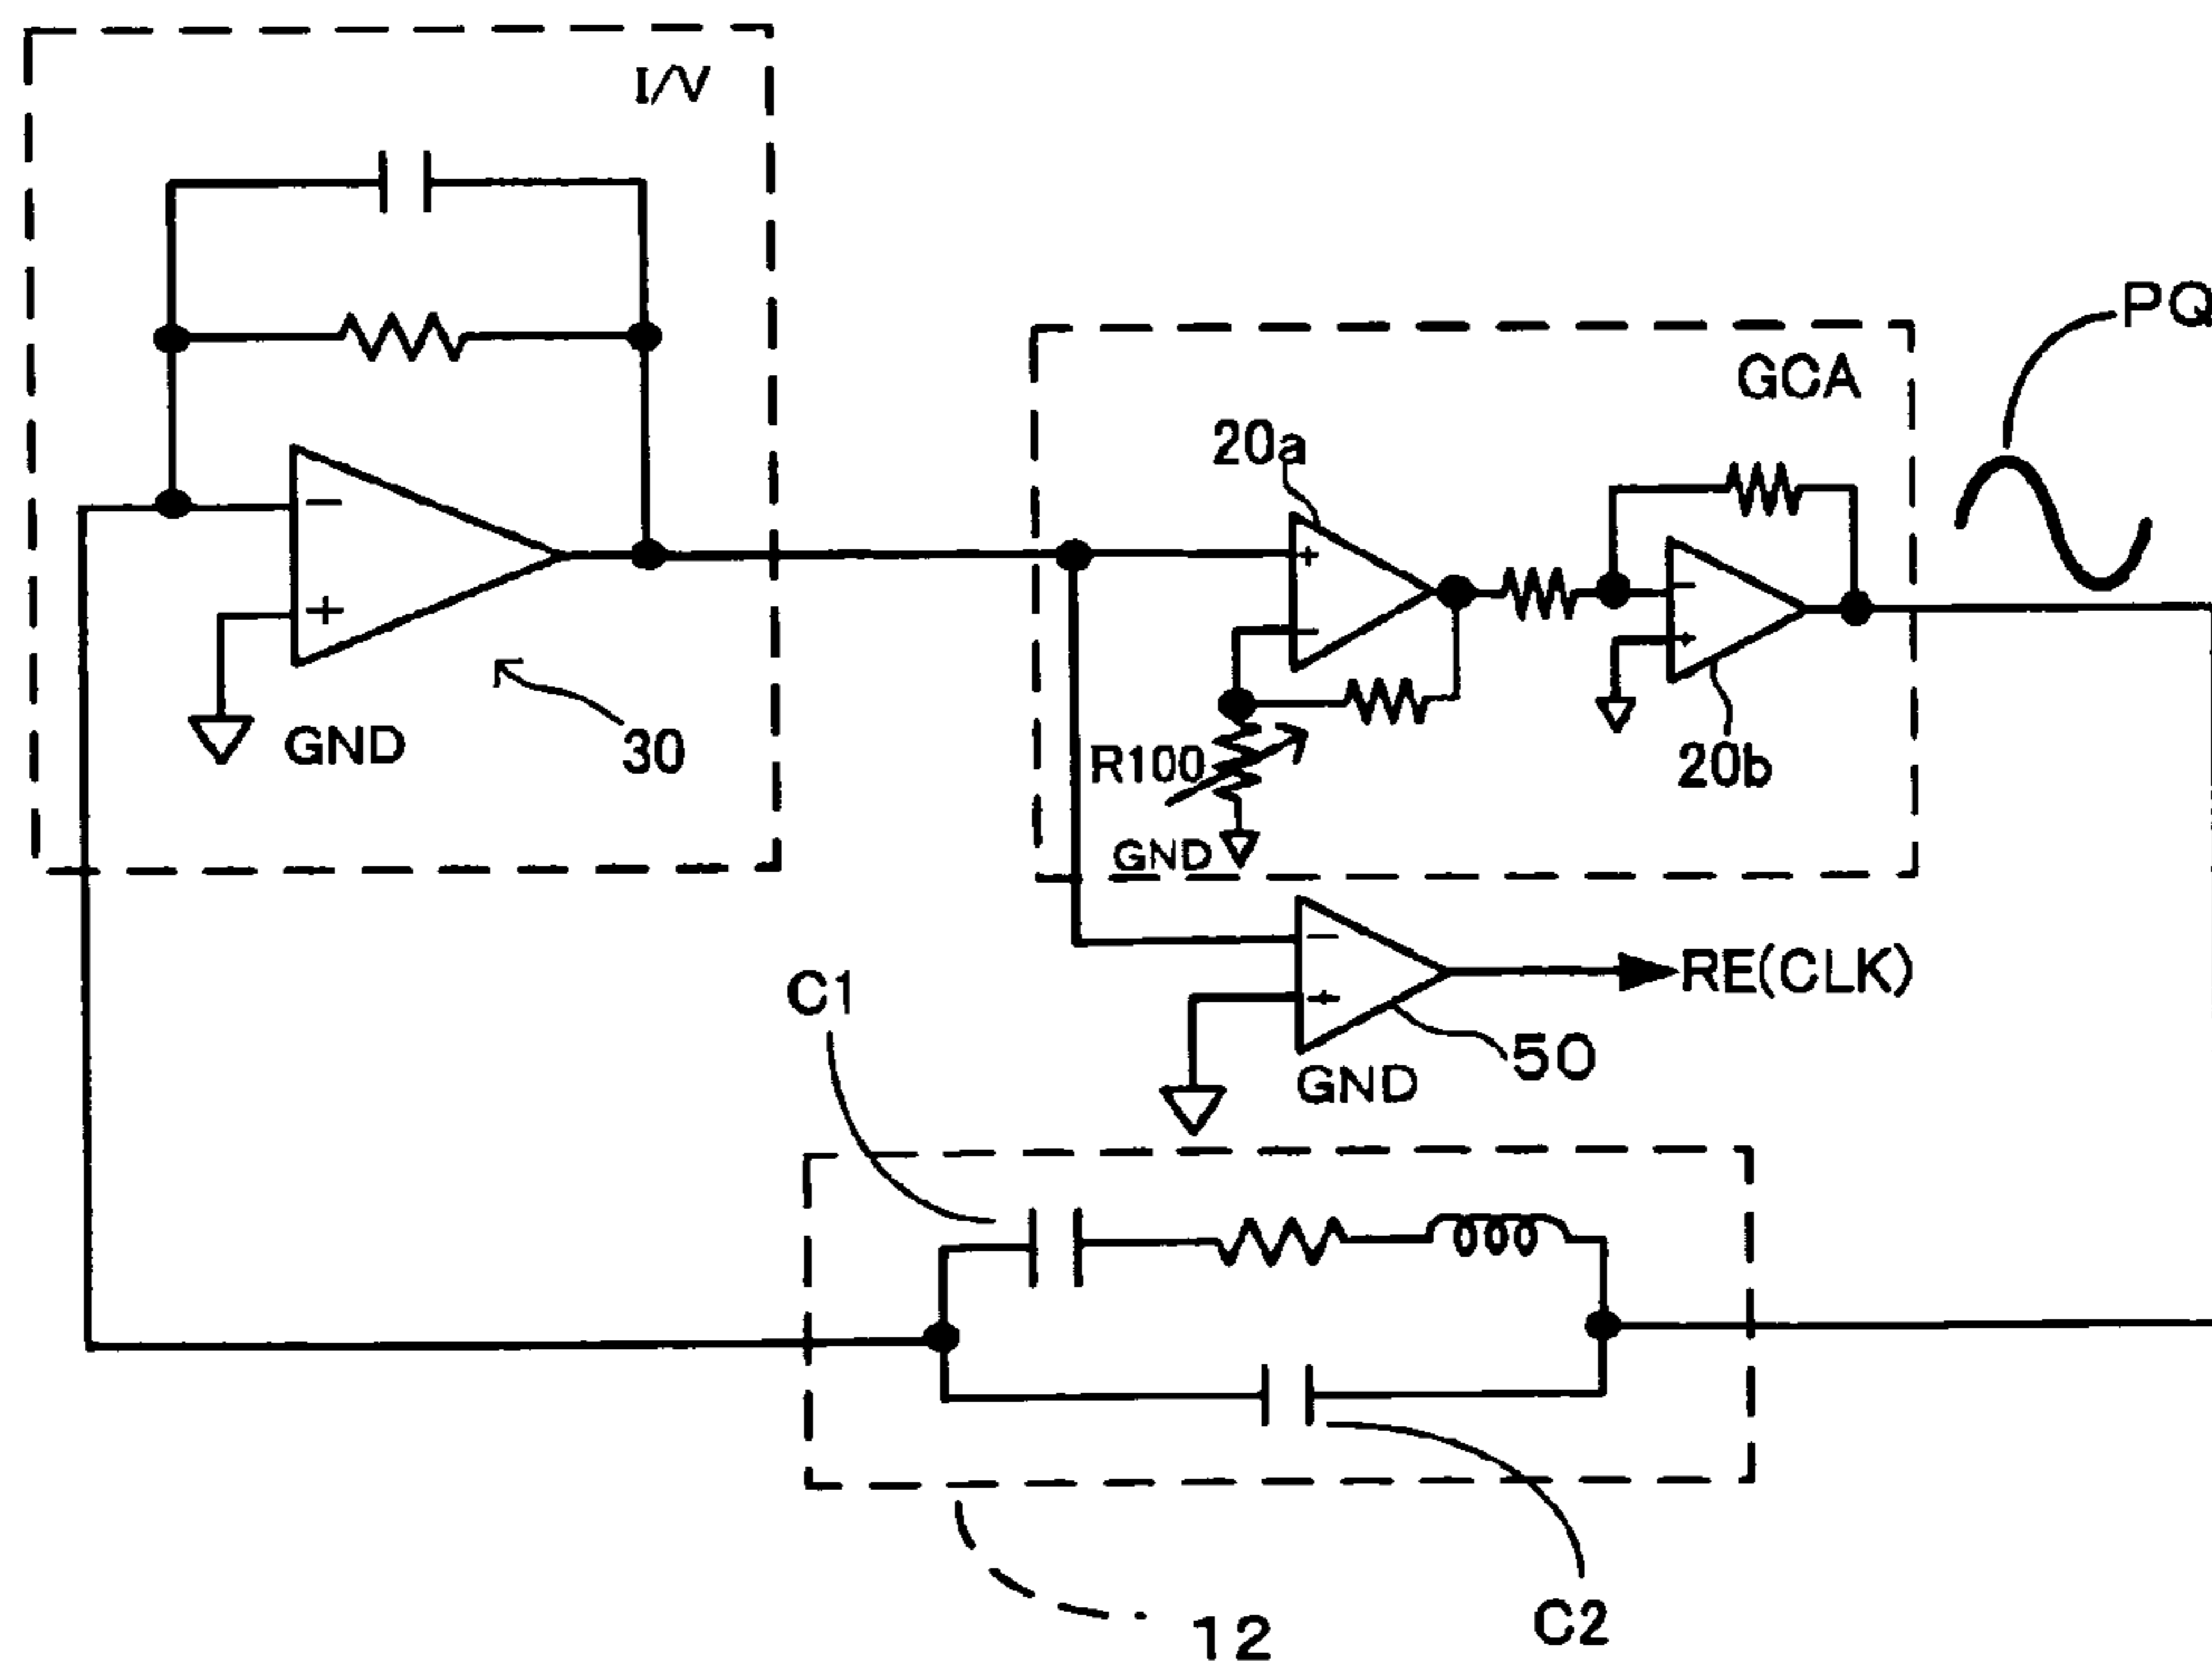 I/V
GND
30
GCA
20a
PQ
R100
GND
20b
C1
RE(CLK)
50
GND
12
C2